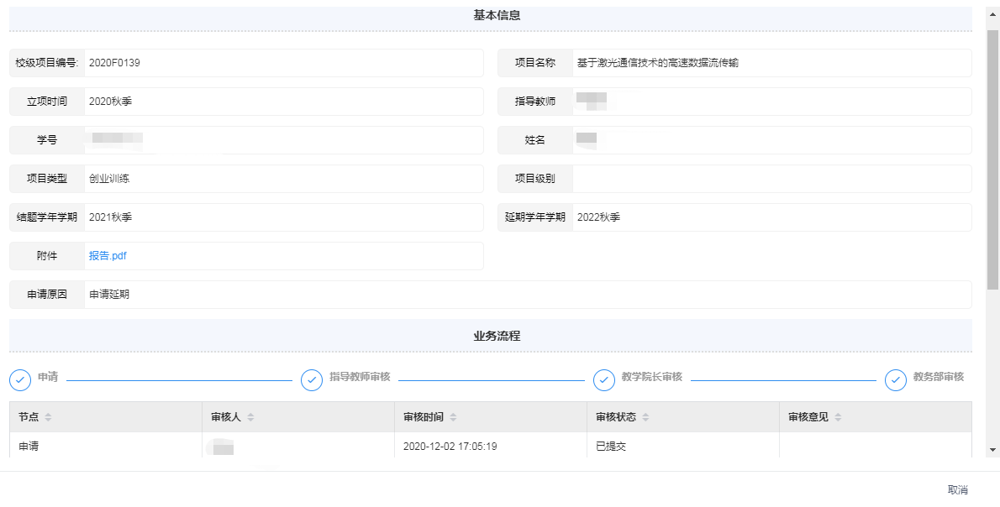 基本信息
校级项目编号: 2020F0139 项目名称 基于激光通信技术的高速数据流传输
立项时间 2020秋季 指导教师
学号 姓名
项目类型 创业训练 项目级别
结题学年学期 2021秋季 延期学年学期 2022秋季
附件 报告.pdf
申请原因 申请延期
业务流程
申请 指导教师审核 教学院长审核 教务部审核
节点 审核人 审核时间 审核状态 审核意见
申请 2020-12-02 17:05:19 已提交
取消